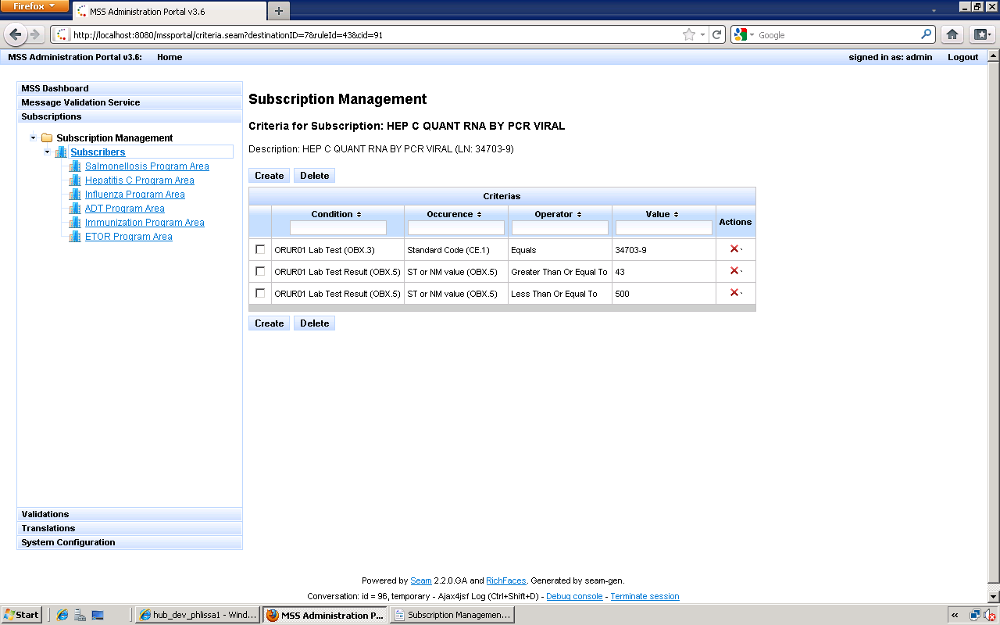 Firefox
MSS Administration Portal v3.6
http://localhost:8080/mssportal/criteria.seam?destinationID=7&ruleId=43&cid=91
Google
MSS Administration Portal v3.6: Home signed in as: admin Logout
MSS Dashboard
Message Validation Service
Subscriptions
Subscription Management
Subscribers
Salmonellosis Program Area
Hepatitis C Program Area
Influenza Program Area
ADT Program Area
Immunization Program Area
ETOR Program Area
Validations
Translations
System Configuration
Subscription Management
Criteria for Subscription: HEP C QUANT RNA BY PCR VIRAL
Description: HEP C QUANT RNA BY PCR VIRAL (LN: 34703-9)
Create Delete
Criterias
Condition Occurence Operator Value Actions
ORUR01 Lab Test (OBX.3) Standard Code (CE.1) Equals 34703-9
ORUR01 Lab Test Result (OBX.5) ST or NM value (OBX.5) Greater Than Or Equal To 43
ORUR01 Lab Test Result (OBX.5) ST or NM value (OBX.5) Less Than Or Equal To 500
Create Delete
Powered by Seam 2.2.0.GA and RichFaces. Generated by seam-gen.
Conversation: id = 96, temporary - Ajax4jsf Log (Ctrl+Shift+D) - Debug console - Terminate session
Start hub_dev_phlissa1 - Wind... MSS Administration P... Subscription Managemen... «